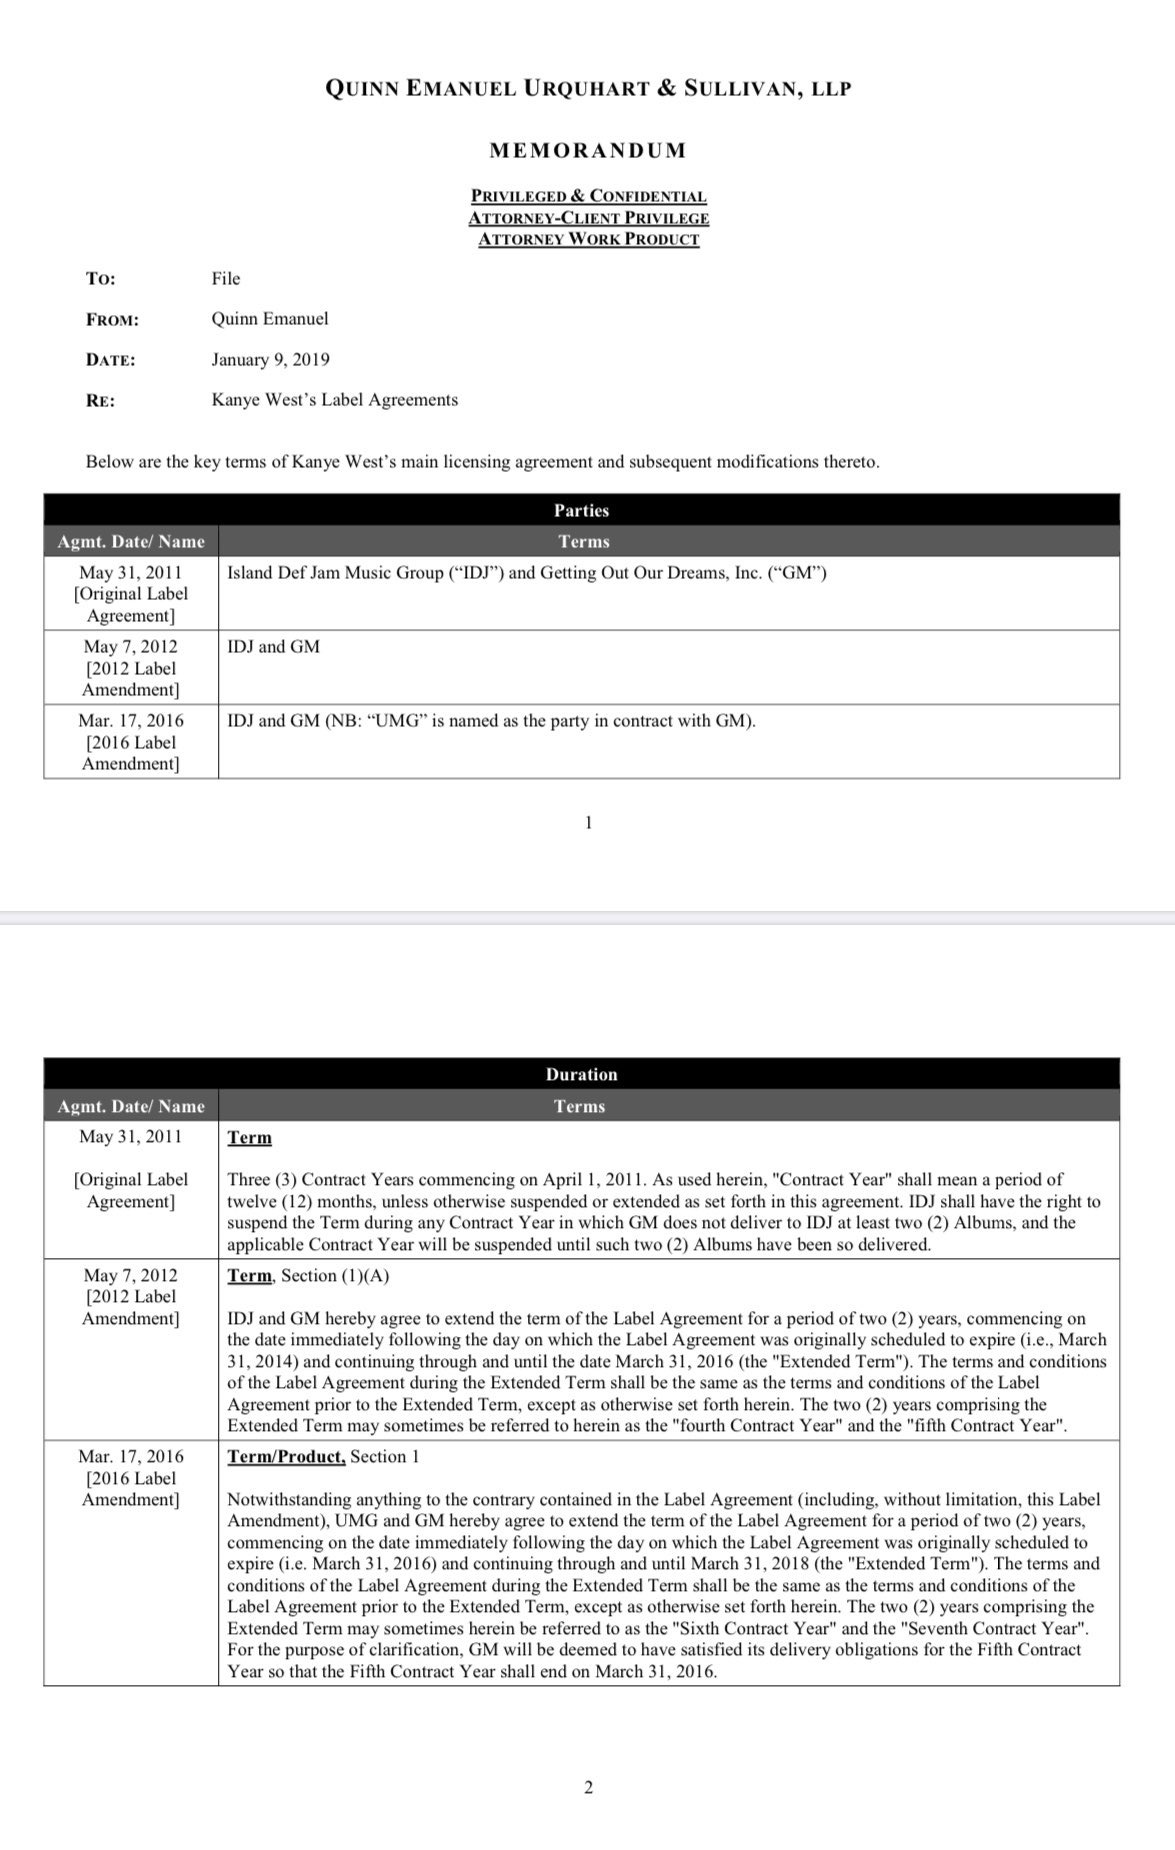 QUINN EMANUEL URQUHART & SULLIVAN, LLP
MEMORANDUM
PRIVILEGED & CONFIDENTIAL
ATTORNEY-CLIENT PRIVILEGE
ATTORNEY WORK PRODUCT
TO: File
FROM: Quinn Emanuel
DATE: January 9, 2019
RE: Kanye West’s Label Agreements
Below are the key terms of Kanye West’s main licensing agreement and subsequent modifications thereto.
Parties
Agmt. Date/ Name Terms
May 31, 2011
[Original Label
Agreement]
Island Def Jam Music Group (“IDJ”) and Getting Out Our Dreams, Inc. (“GM”)
May 7, 2012
[2012 Label
Amendment]
IDJ and GM
Mar. 17, 2016
[2016 Label
Amendment]
IDJ and GM (NB: “UMG” is named as the party in contract with GM).
1
Duration
Agmt. Date/ Name Terms
May 31, 2011
[Original Label
Agreement]
Term
Three (3) Contract Years commencing on April 1, 2011. As used herein, "Contract Year" shall mean a period of
twelve (12) months, unless otherwise suspended or extended as set forth in this agreement. IDJ shall have the right to
suspend the Term during any Contract Year in which GM does not deliver to IDJ at least two (2) Albums, and the
applicable Contract Year will be suspended until such two (2) Albums have been so delivered.
May 7, 2012
[2012 Label
Amendment]
Term, Section (1)(A)
IDJ and GM hereby agree to extend the term of the Label Agreement for a period of two (2) years, commencing on
the date immediately following the day on which the Label Agreement was originally scheduled to expire (i.e., March
31, 2014) and continuing through and until the date March 31, 2016 (the "Extended Term"). The terms and conditions
of the Label Agreement during the Extended Term shall be the same as the terms and conditions of the Label
Agreement prior to the Extended Term, except as otherwise set forth herein. The two (2) years comprising the
Extended Term may sometimes be referred to herein as the "fourth Contract Year" and the "fifth Contract Year".
Mar. 17, 2016
[2016 Label
Amendment]
Term/Product, Section 1
Notwithstanding anything to the contrary contained in the Label Agreement (including, without limitation, this Label
Amendment), UMG and GM hereby agree to extend the term of the Label Agreement for a period of two (2) years,
commencing on the date immediately following the day on which the Label Agreement was originally scheduled to
expire (i.e. March 31, 2016) and continuing through and until March 31, 2018 (the "Extended Term"). The terms and
conditions of the Label Agreement during the Extended Term shall be the same as the terms and conditions of the
Label Agreement prior to the Extended Term, except as otherwise set forth herein. The two (2) years comprising the
Extended Term may sometimes herein be referred to as the "Sixth Contract Year" and the "Seventh Contract Year".
For the purpose of clarification, GM will be deemed to have satisfied its delivery obligations for the Fifth Contract
Year so that the Fifth Contract Year shall end on March 31, 2016.
2